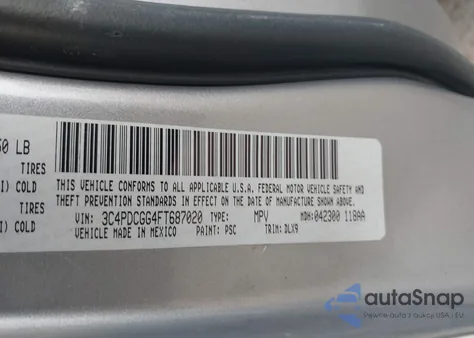 50 LB
TIRES
I) COLD
TIRES
I) COLD
THIS VEHICLE CONFORMS TO ALL APPLICABLE U.S.A. FEDERAL MOTOR VEHICLE SAFETY AND
THEFT PREVENTION STANDARDS IN EFFECT ON THE DATE OF MANUFACTURE SHOWN ABOVE.
VIN: 3C4PDCGG4FT687020 TYPE: MPV MDH: 042300 118AA
VEHICLE MADE IN MEXICO PAINT: PSC TRIM: DLX9
autoSnap